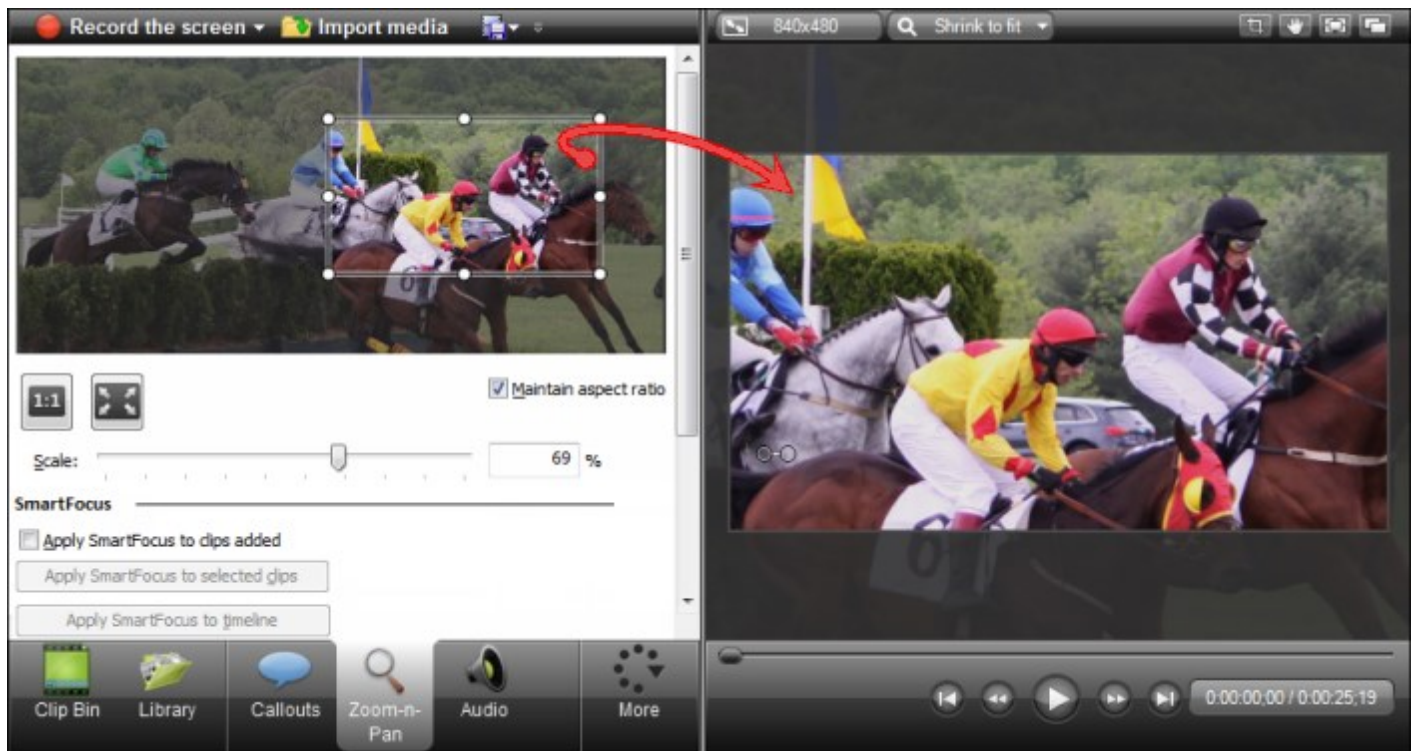 Record the screen
Import media
840x480
Shrink to fit
6
1:1
Maintain aspect ratio
Scale:
69 %
SmartFocus
Apply SmartFocus to clips added
Apply SmartFocus to selected clips
Apply SmartFocus to timeline
Clip Bin
Library
Callouts
Zoom-n-
Pan
Audio
More
6
0:00:00;00 / 0:00:25;19